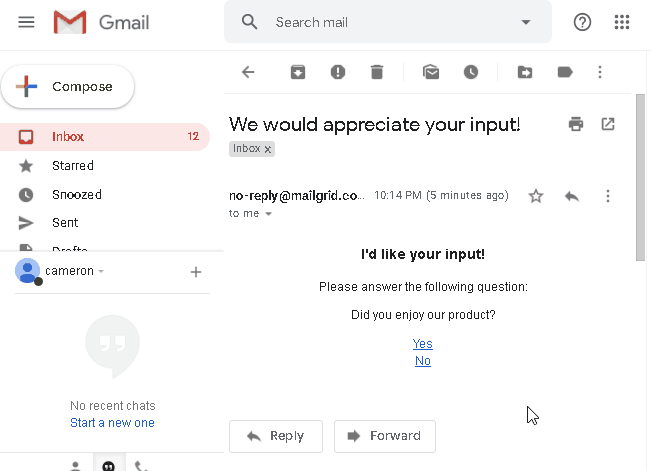 Gmail
Search mail
Compose
Inbox 12
Starred
Snoozed
Sent
Drafts
cameron
No recent chats
Start a new one
We would appreciate your input!
Inbox x
no-reply@mailgrid.co... 10:14 PM (5 minutes ago)
to me
I'd like your input!
Please answer the following question:
Did you enjoy our product?
Yes
No
Reply
Forward